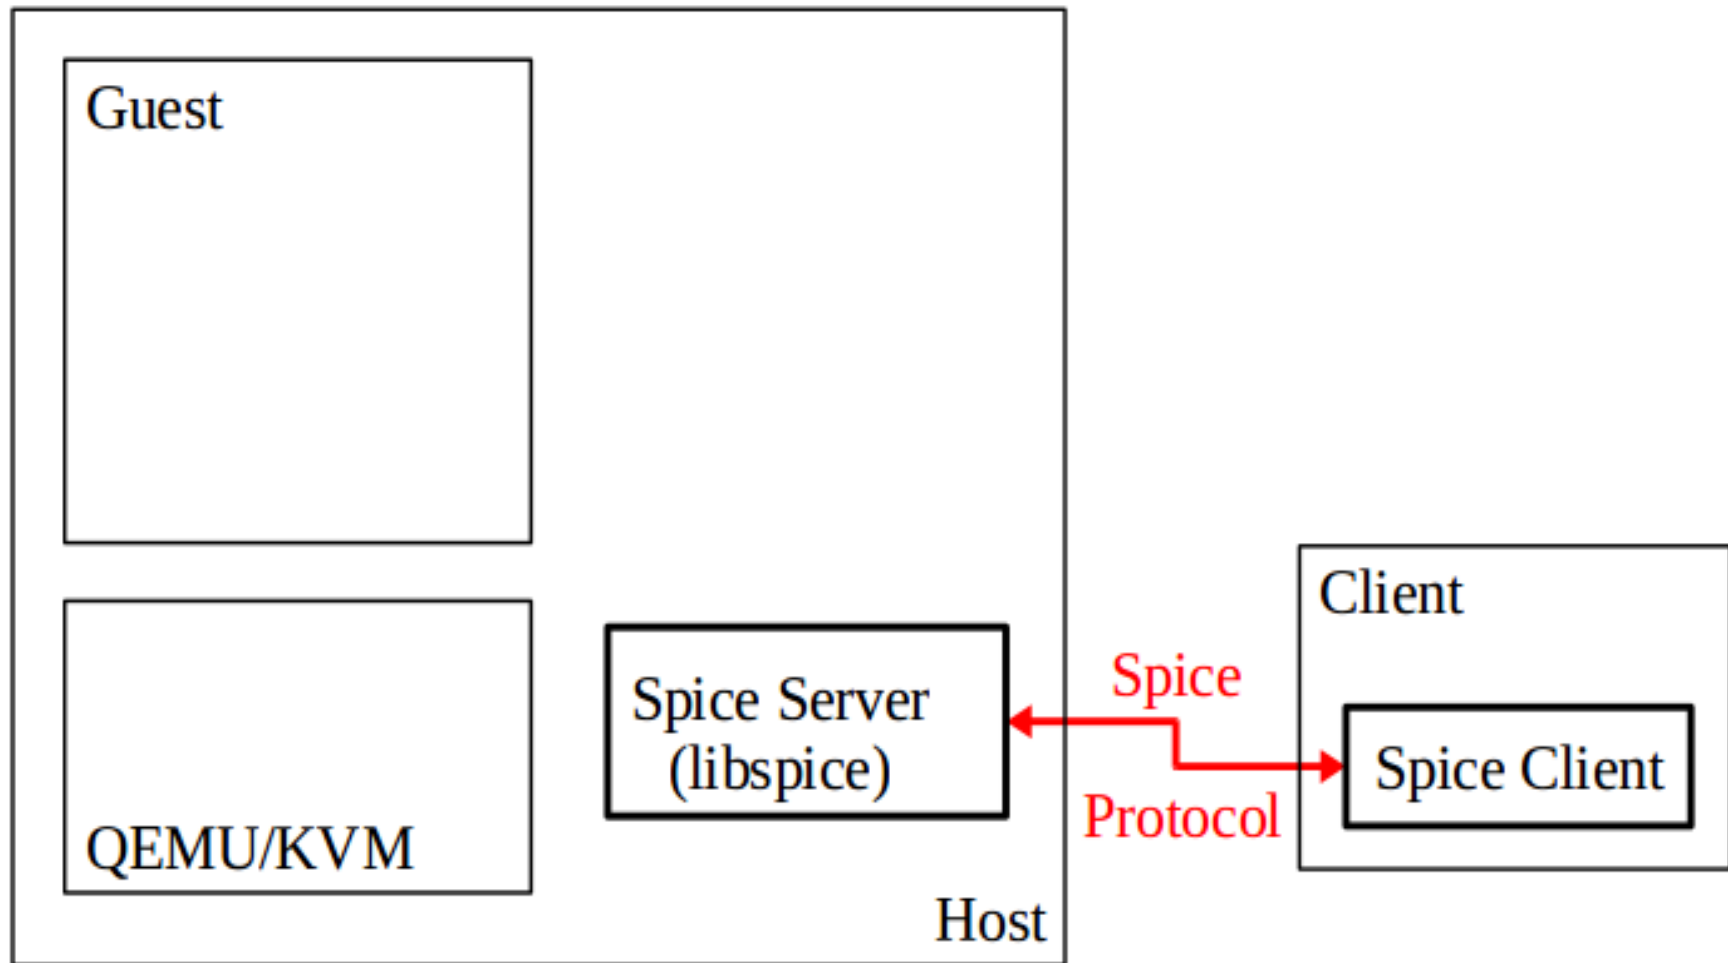 Guest
QEMU/KVM
Spice Server
(libspice)
Host
Spice
Protocol
Client
Spice Client